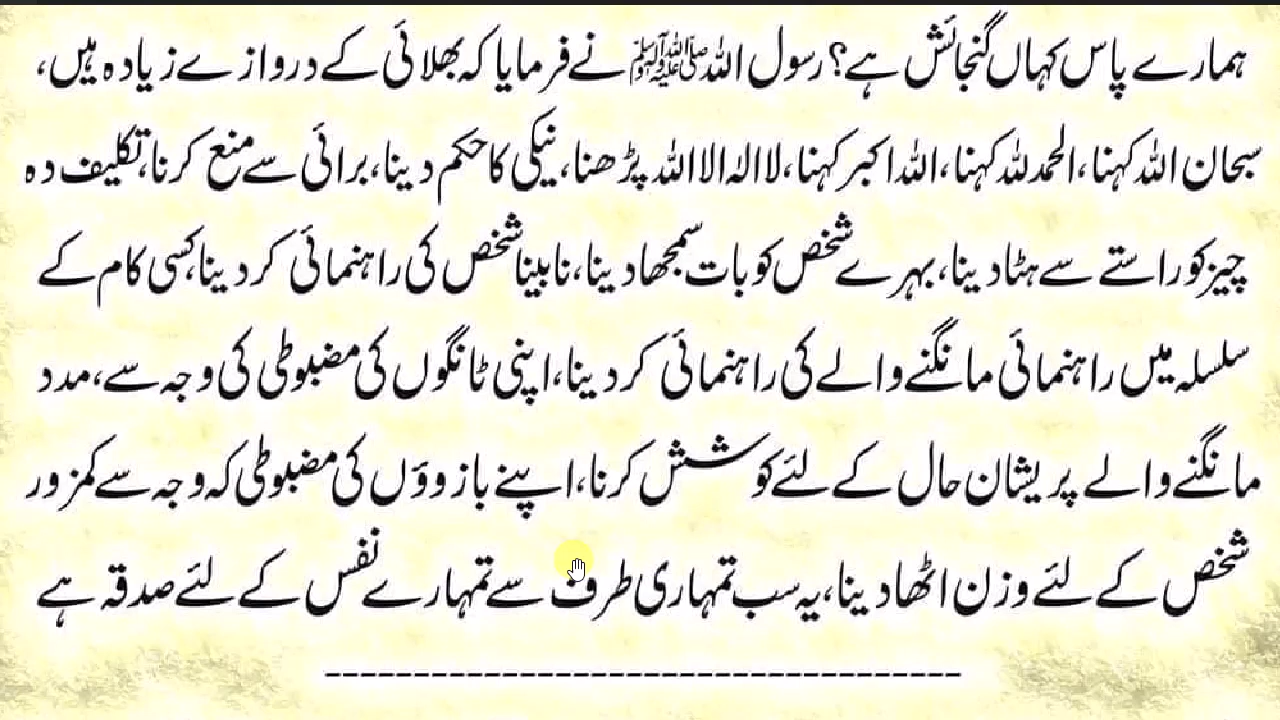 ہمارے پاس کہاں گنجائش ہے؟ رسول اللہ ﷺ نے فرمایا کہ بھلائی کے دروازے زیادہ ہیں،
سبحان اللہ کہنا، الحمدللہ کہنا، اللہ اکبر کہنا، لا الہ الا اللہ پڑھنا، نیکی کا حکم دینا، برائی سے منع کرنا، تکلیف دہ
چیز کو راستے سے ہٹا دینا، بہرے شخص کو بات سمجھا دینا، نابینا شخص کی راہنمائی کر دینا، کسی کام کے
سلسلہ میں راہنمائی مانگنے والے کی راہنمائی کر دینا، اپنی ٹانگوں کی مضبوطی کی وجہ سے، مدد
مانگنے والے پریشان حال کے لئے کوشش کرنا، اپنے بازوؤں کی مضبوطی کہ وجہ سے کمزور
شخص کے لئے وزن اٹھا دینا، یہ سب تمہاری طرف سے تمہارے نفس کے لئے صدقہ ہے
------------------------------------